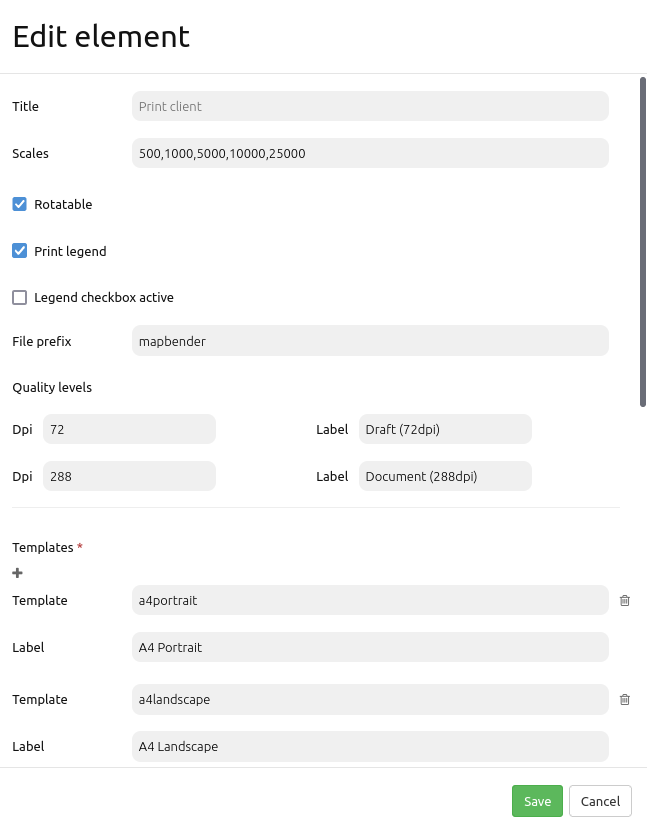 Edit element
Title Print client
Scales 500,1000,5000,10000,25000
Rotatable
Print legend
Legend checkbox active
File prefix mapbender
Quality levels
Dpi 72 Label Draft (72dpi)
Dpi 288 Label Document (288dpi)
Templates *
Template a4portrait
Label A4 Portrait
Template a4landscape
Label A4 Landscape
Save Cancel